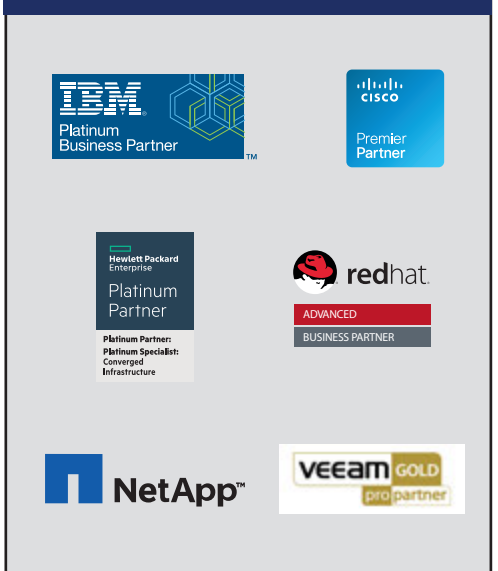 IBM
Platinum
Business Partner
TM
CISCO
Premier
Partner
Hewlett Packard
Enterprise
Platinum
Partner
Platinum Partner:
Platinum Specialist:
Converged
Infrastructure
redhat.
ADVANCED
BUSINESS PARTNER
NetApp™
veeam GOLD
pro partner